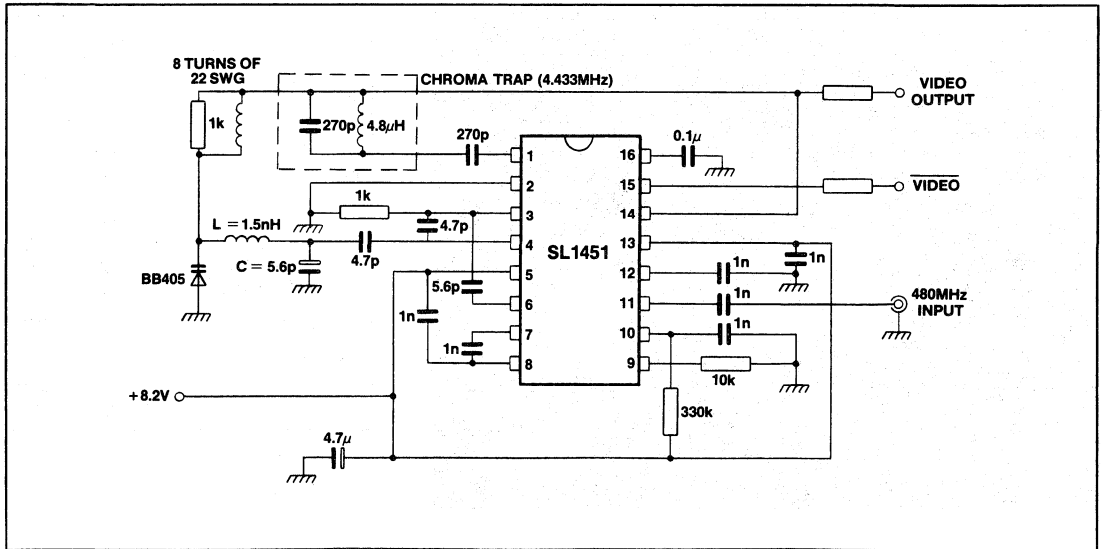 8 TURNS OF
22 SWG
CHROMA TRAP (4.433MHz)
VIDEO
OUTPUT
1k
270p
4.8μH
270p
0.1μ
1
16
VIDEO
2
15
1k
3
14
L = 1.5nH
4.7p
4
13
SL1451
4.7p
1n
1n
BB405
C = 5.6p
5
12
5.6p
1n
480MHz
INPUT
6
11
1n
1n
7
10
1n
8
9
10k
+8.2V
330k
4.7μ